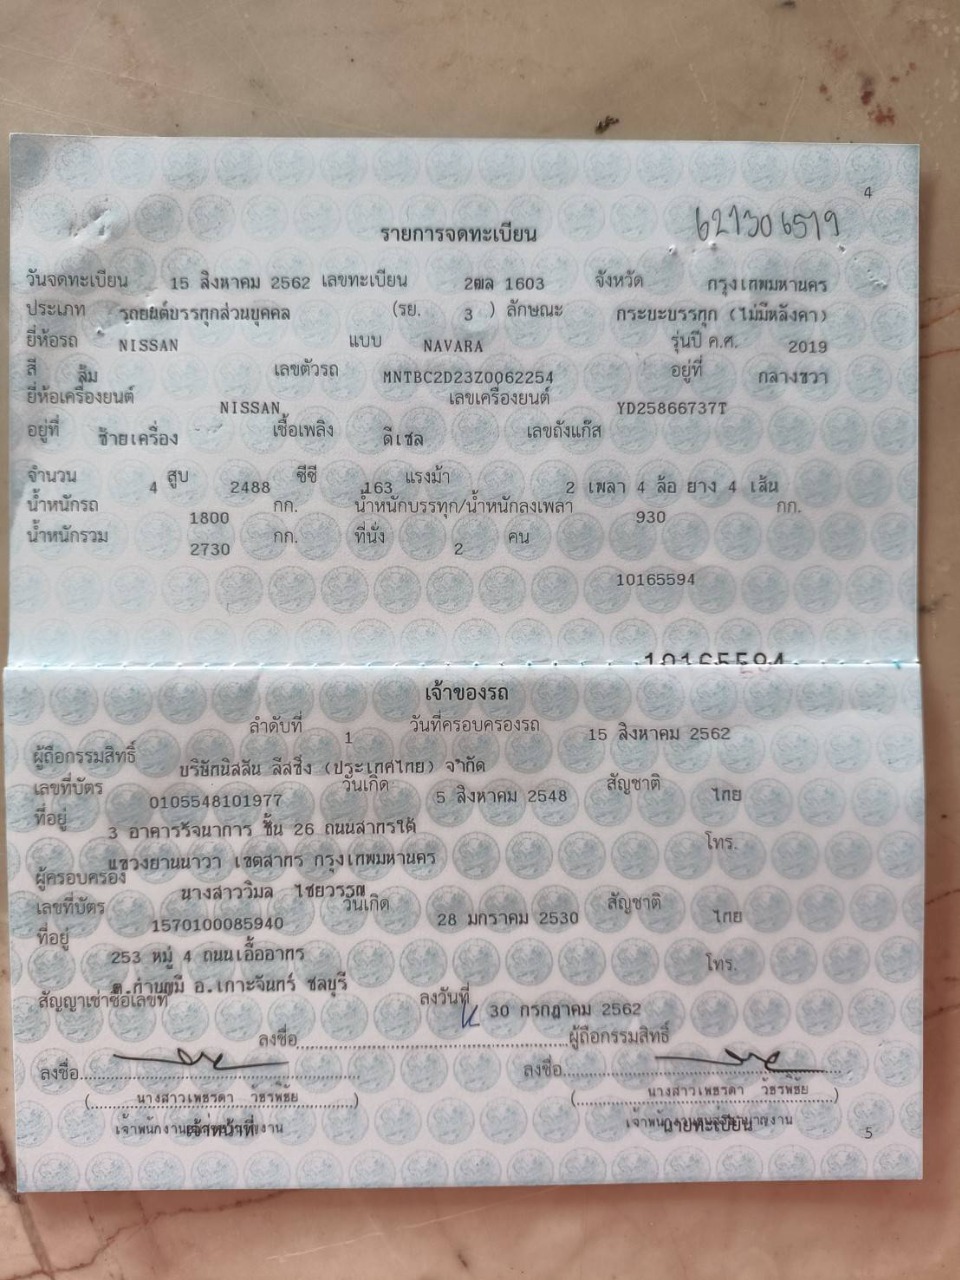 4
621306519
รายการจดทะเบียน
วันจดทะเบียน 15 สิงหาคม 2562 เลขทะเบียน 2ฒล 1603 จังหวัด กรุงเทพมหานคร
ประเภท รถยนต์บรรทุกส่วนบุคคล (รย. 3 ) ลักษณะ กระบะบรรทุก (ไม่มีหลังคา)
ยี่ห้อรถ NISSAN แบบ NAVARA รุ่นปี ค.ศ. 2019
สี ส้ม เลขตัวรถ MNTBC2D23Z0062254 อยู่ที่ กลางขวา
ยี่ห้อเครื่องยนต์ NISSAN เลขเครื่องยนต์ YD25866737T
อยู่ที่ ซ้ายเครื่อง เชื้อเพลิง ดีเซล เลขถังแก๊ส
จำนวน 4 สูบ 2488 ซีซี 163 แรงม้า 2 เพลา 4 ล้อ ยาง 4 เส้น
น้ำหนักรถ 1800 กก. น้ำหนักบรรทุก/น้ำหนักลงเพลา 930 กก.
น้ำหนักรวม 2730 กก. ที่นั่ง 2 คน
10165594
10165594
เจ้าของรถ
ลำดับที่ 1 วันที่ครอบครองรถ 15 สิงหาคม 2562
ผู้ถือกรรมสิทธิ์ บริษัทนิสสัน ลีสซิ่ง (ประเทศไทย) จำกัด
เลขที่บัตร 0105548101977 วันเกิด 5 สิงหาคม 2548 สัญชาติ ไทย
ที่อยู่ 3 อาคารรัจนาการ ชั้น 26 ถนนสาทรใต้
แขวงยานนาวา เขตสาทร กรุงเทพมหานคร โทร.
ผู้ครอบครอง นางสาววิมล ไชยวรรณ
เลขที่บัตร 1570100085940 วันเกิด 28 มกราคม 2530 สัญชาติ ไทย
ที่อยู่ 253 หมู่ 4 ถนนเอื้ออาทร
ต.ท่าบุญมี อ.เกาะจันทร์ ชลบุรี โทร.
สัญญาเช่าซื้อเลขที่ ลงวันที่ 30 กรกฎาคม 2562
ลงชื่อ ผู้ถือกรรมสิทธิ์
ลงชื่อ ลงชื่อ
( นางสาวเพชรดา วัชรพิชัย ) ( นางสาวเพชรดา วัชรพิชัย )
เจ้าหน้าที่ นายทะเบียน
5